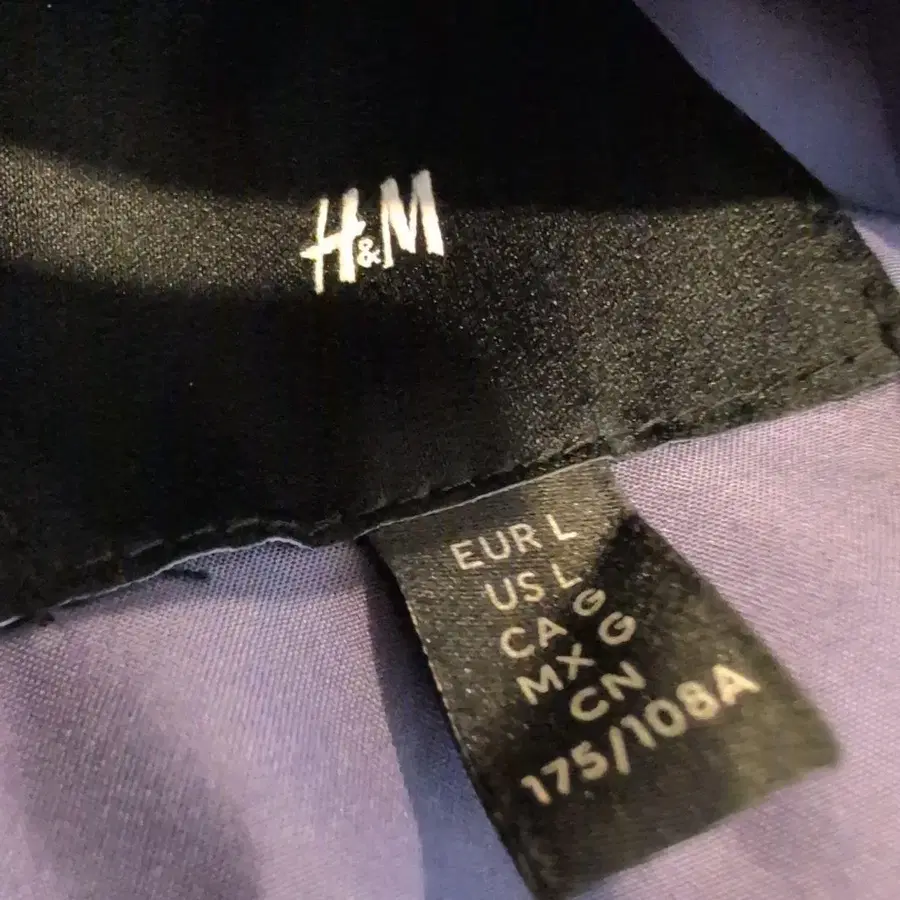 H&M
EUR L
US L
CA G
MX G
CN
175/108A